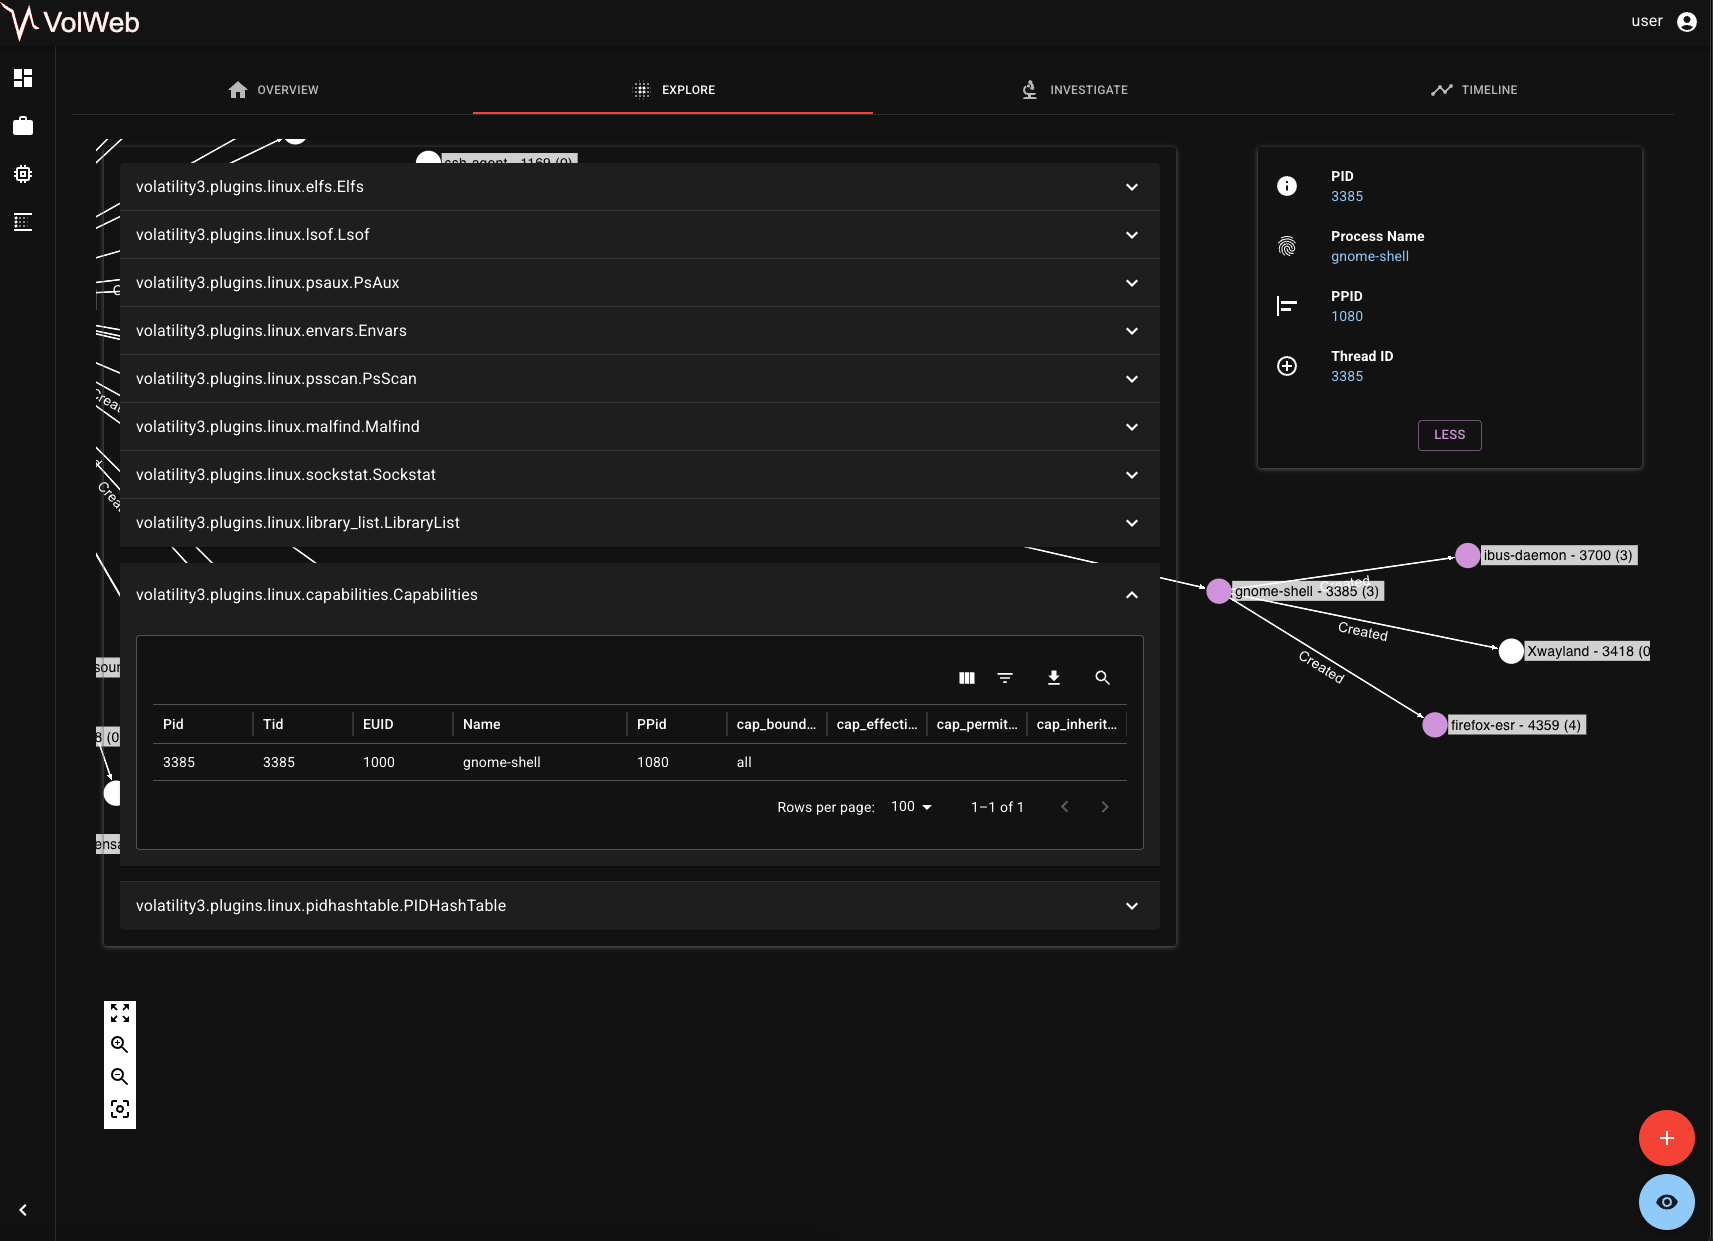 VolWeb
user
OVERVIEW
EXPLORE
INVESTIGATE
TIMELINE
ssh-agent - 1169 (0)
volatility3.plugins.linux.elfs.Elfs
volatility3.plugins.linux.lsof.Lsof
volatility3.plugins.linux.psaux.PsAux
volatility3.plugins.linux.envars.Envars
volatility3.plugins.linux.psscan.PsScan
volatility3.plugins.linux.malfind.Malfind
volatility3.plugins.linux.sockstat.Sockstat
volatility3.plugins.linux.library_list.LibraryList
volatility3.plugins.linux.capabilities.Capabilities
Pid Tid EUID Name PPid cap_bound... cap_effecti... cap_permit... cap_inherit...
3385 3385 1000 gnome-shell 1080 all
Rows per page: 100 1–1 of 1
volatility3.plugins.linux.pidhashtable.PIDHashTable
PID
3385
Process Name
gnome-shell
PPID
1080
Thread ID
3385
LESS
ibus-daemon - 3700 (3)
Created
gnome-shell - 3385 (3)
Created
Xwayland - 3418 (0
Created
firefox-esr - 4359 (4)